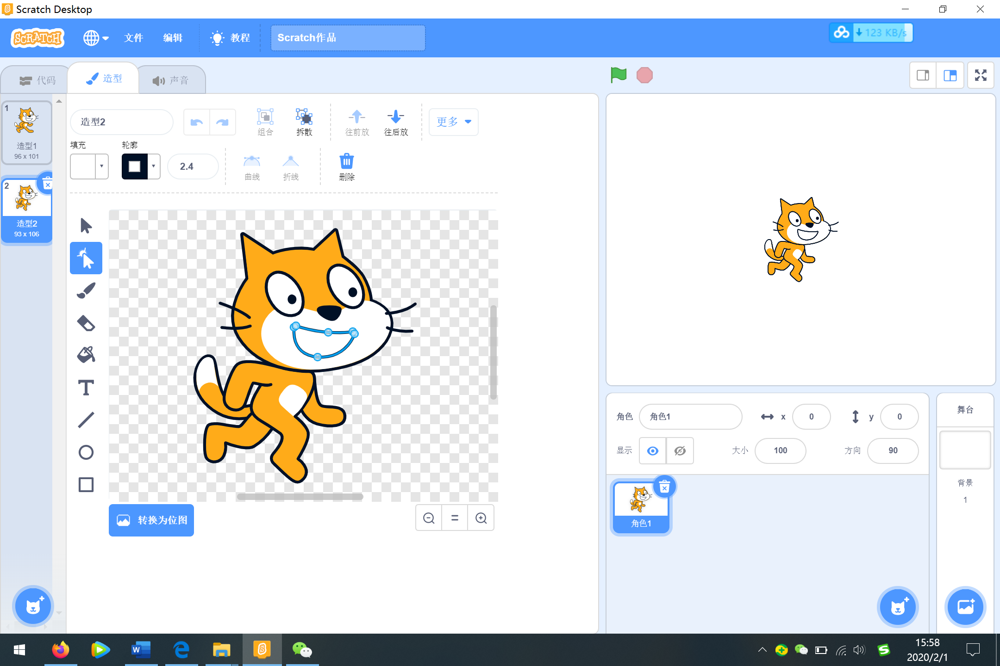 Scratch Desktop
SCRATCH
文件
编辑
教程
Scratch作品
123 KB/s
代码
造型
声音
1
造型1
96 x 101
2
造型2
93 x 106
造型2
组合
拆散
往前放
往后放
更多
填充
轮廓
2.4
曲线
折线
删除
转换为位图
角色
角色1
x
0
y
0
显示
大小
100
方向
90
角色1
舞台
背景
1
15:58
2020/2/1